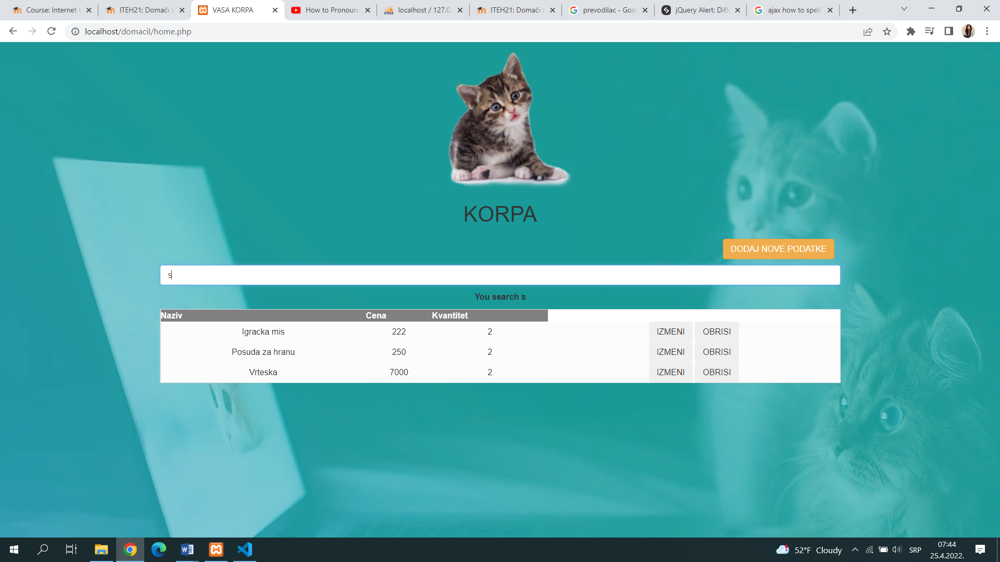 Course: Internet t
ITEH21: Domaći z
VASA KORPA
How to Pronoun
localhost / 127.0.
ITEH21: Domaći z
prevodilac - Goo
jQuery Alert: Diff
ajax how to spell
localhost/domacil/home.php
KORPA
DODAJ NOVE PODATKE
s
You search s
Naziv Cena Kvantitet
Igracka mis 222 2 IZMENI OBRISI
Posuda za hranu 250 2 IZMENI OBRISI
Vrteska 7000 2 IZMENI OBRISI
52°F Cloudy
SRP
07:44
25.4.2022.